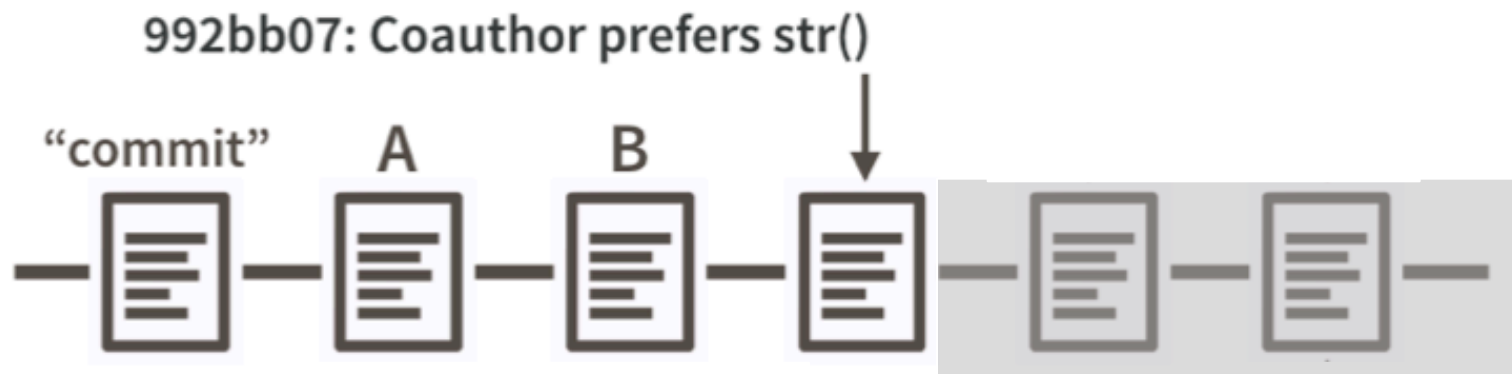 992bb07: Coauthor prefers str()
“commit” A B